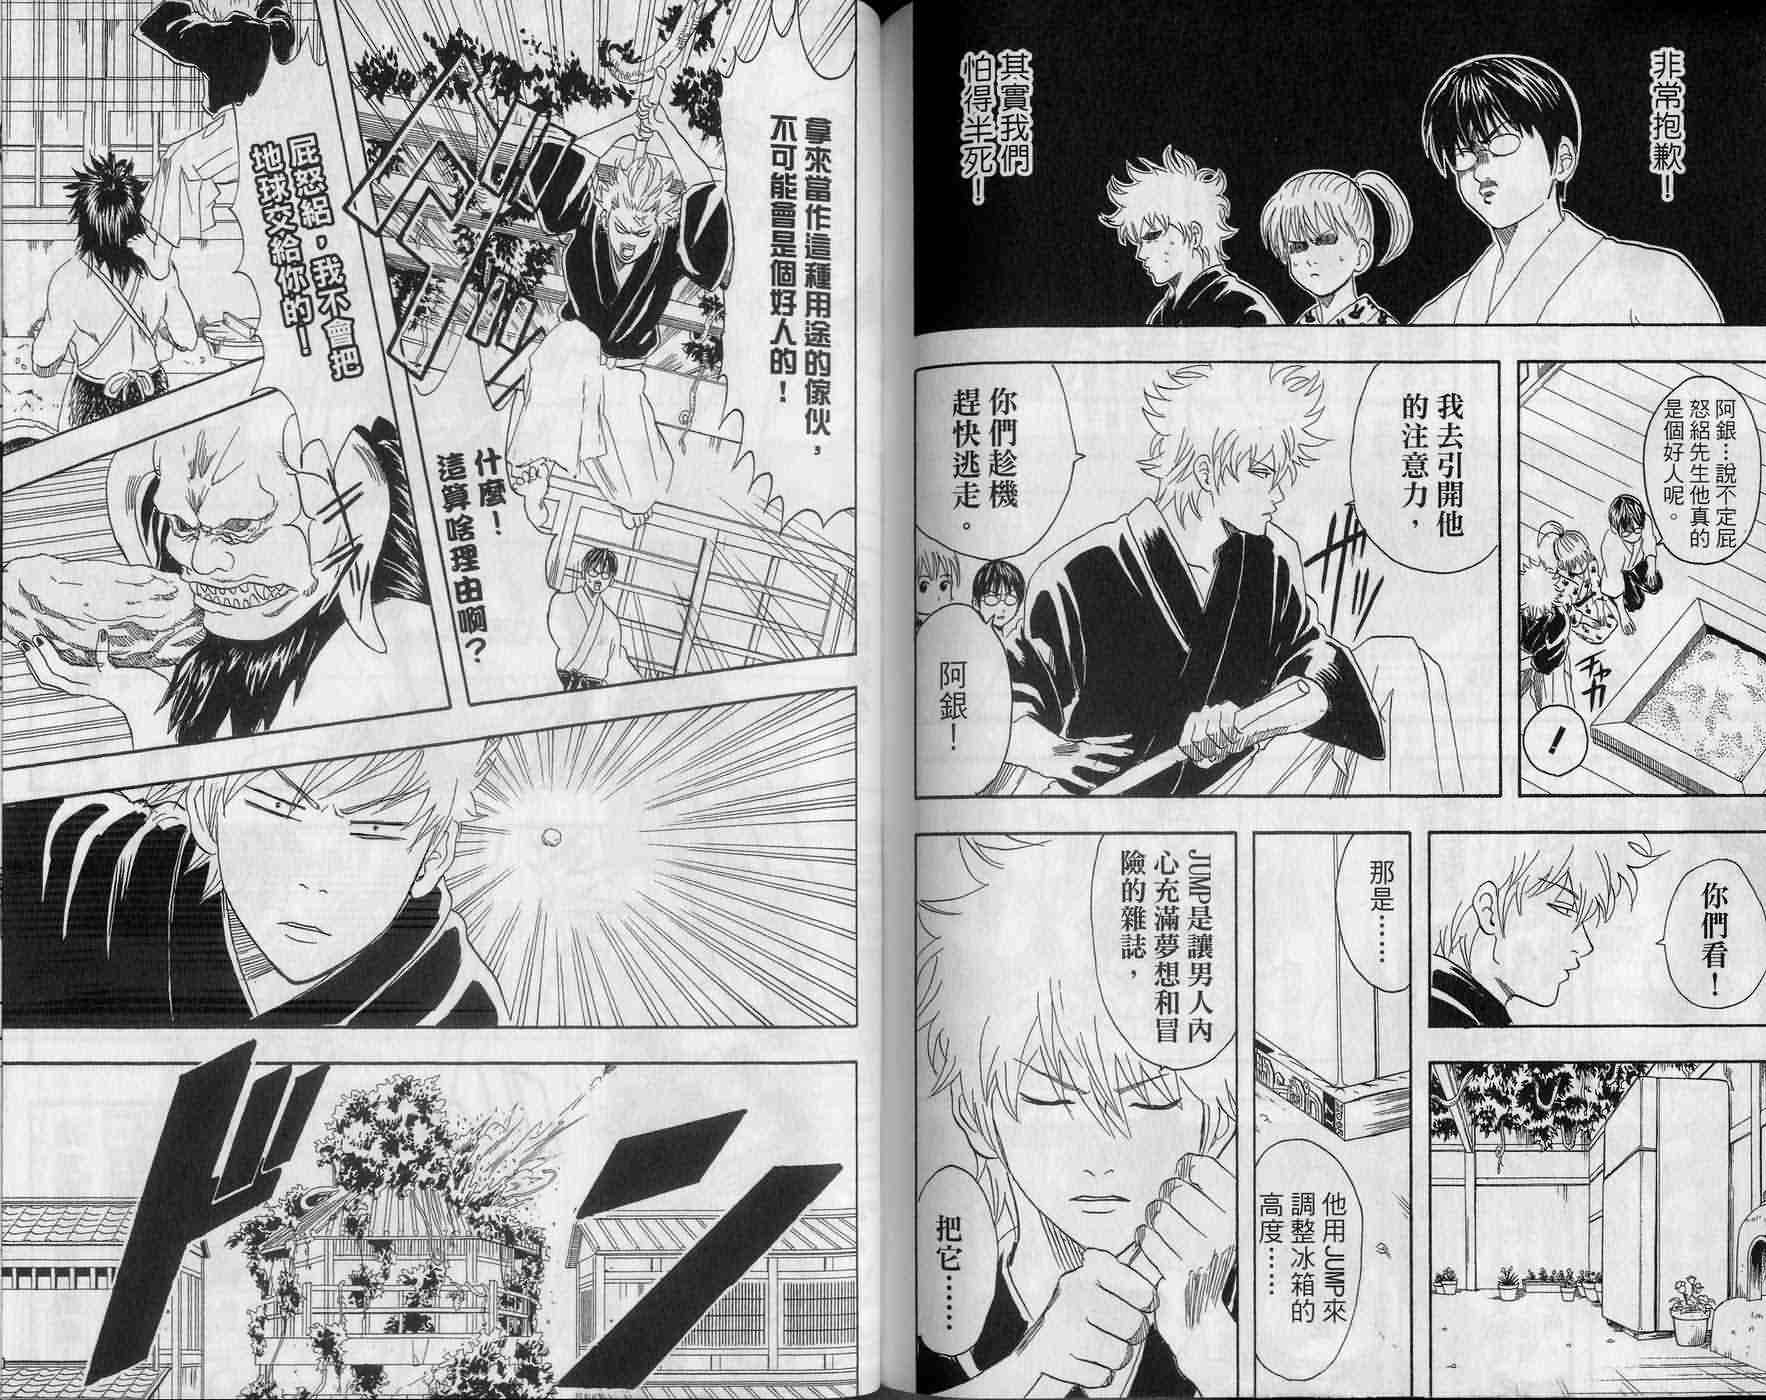 非常抱歉！
其實我們
怕得半死！
阿銀…說不定屁
怒絽先生他真的
是個好人呢。
チャカ
！
我去引開他
的注意力，
你們趁機
趕快逃走。
阿銀！
你們看！
那是……
他用JUMP來
調整冰箱的
高度……
JUMP是讓男人內
心充滿夢想和冒
險的雜誌，
把它……
拿來當作這種用途的傢伙，
不可能會是個好人的！
什麼！
這算啥理由啊？
屁怒絽，我不會把
地球交給你的！
ドン